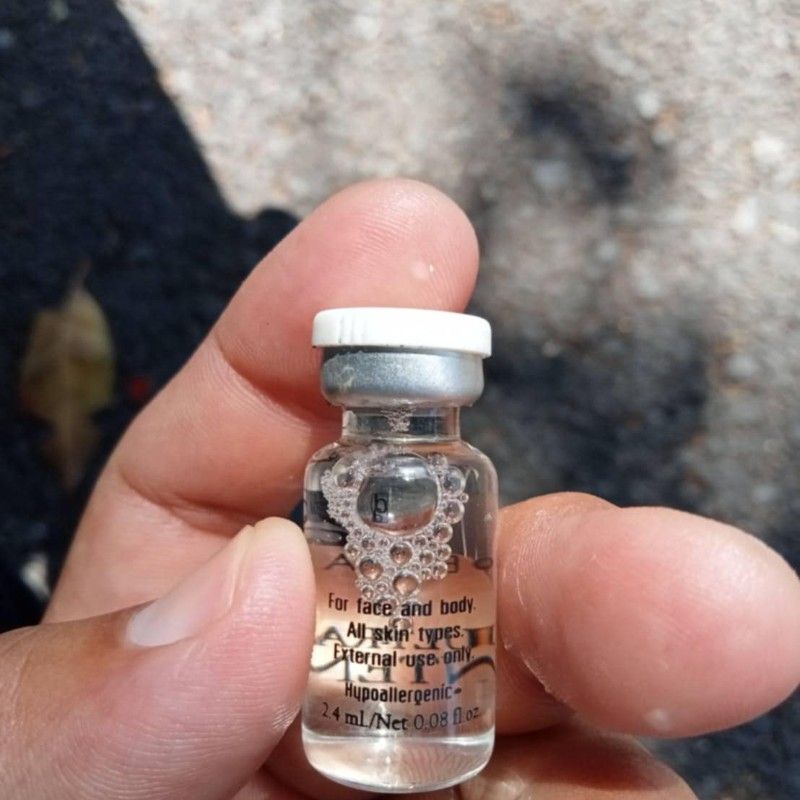 For face and body.
All skin types.
External use only.
Hypoallergenic-
2.4 ml./Net 0.08 fl.oz.